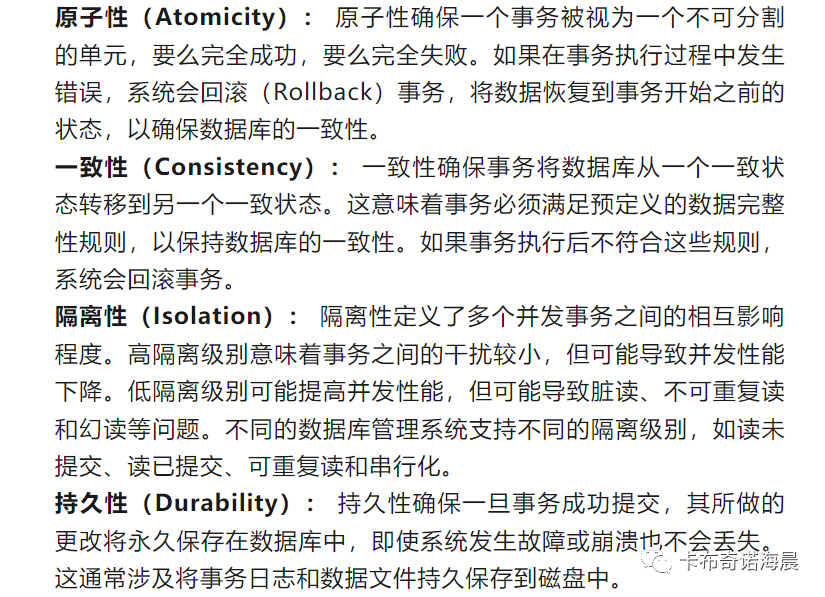 原子性（Atomicity）： 原子性确保一个事务被视为一个不可分割
的单元，要么完全成功，要么完全失败。如果在事务执行过程中发生
错误，系统会回滚（Rollback）事务，将数据恢复到事务开始之前的
状态，以确保数据库的一致性。
一致性（Consistency）： 一致性确保事务将数据库从一个一致状
态转移到另一个一致状态。这意味着事务必须满足预定义的数据完整
性规则，以保持数据库的一致性。如果事务执行后不符合这些规则，
系统会回滚事务。
隔离性（Isolation）： 隔离性定义了多个并发事务之间的相互影响
程度。高隔离级别意味着事务之间的干扰较小，但可能导致并发性能
下降。低隔离级别可能提高并发性能，但可能导致脏读、不可重复读
和幻读等问题。不同的数据库管理系统支持不同的隔离级别，如读未
提交、读已提交、可重复读和串行化。
持久性（Durability）： 持久性确保一旦事务成功提交，其所做的
更改将永久保存在数据库中，即使系统发生故障或崩溃也不会丢失。
卡布奇诺海晨
这通常涉及将事务日志和数据文件持久保存到磁盘中。